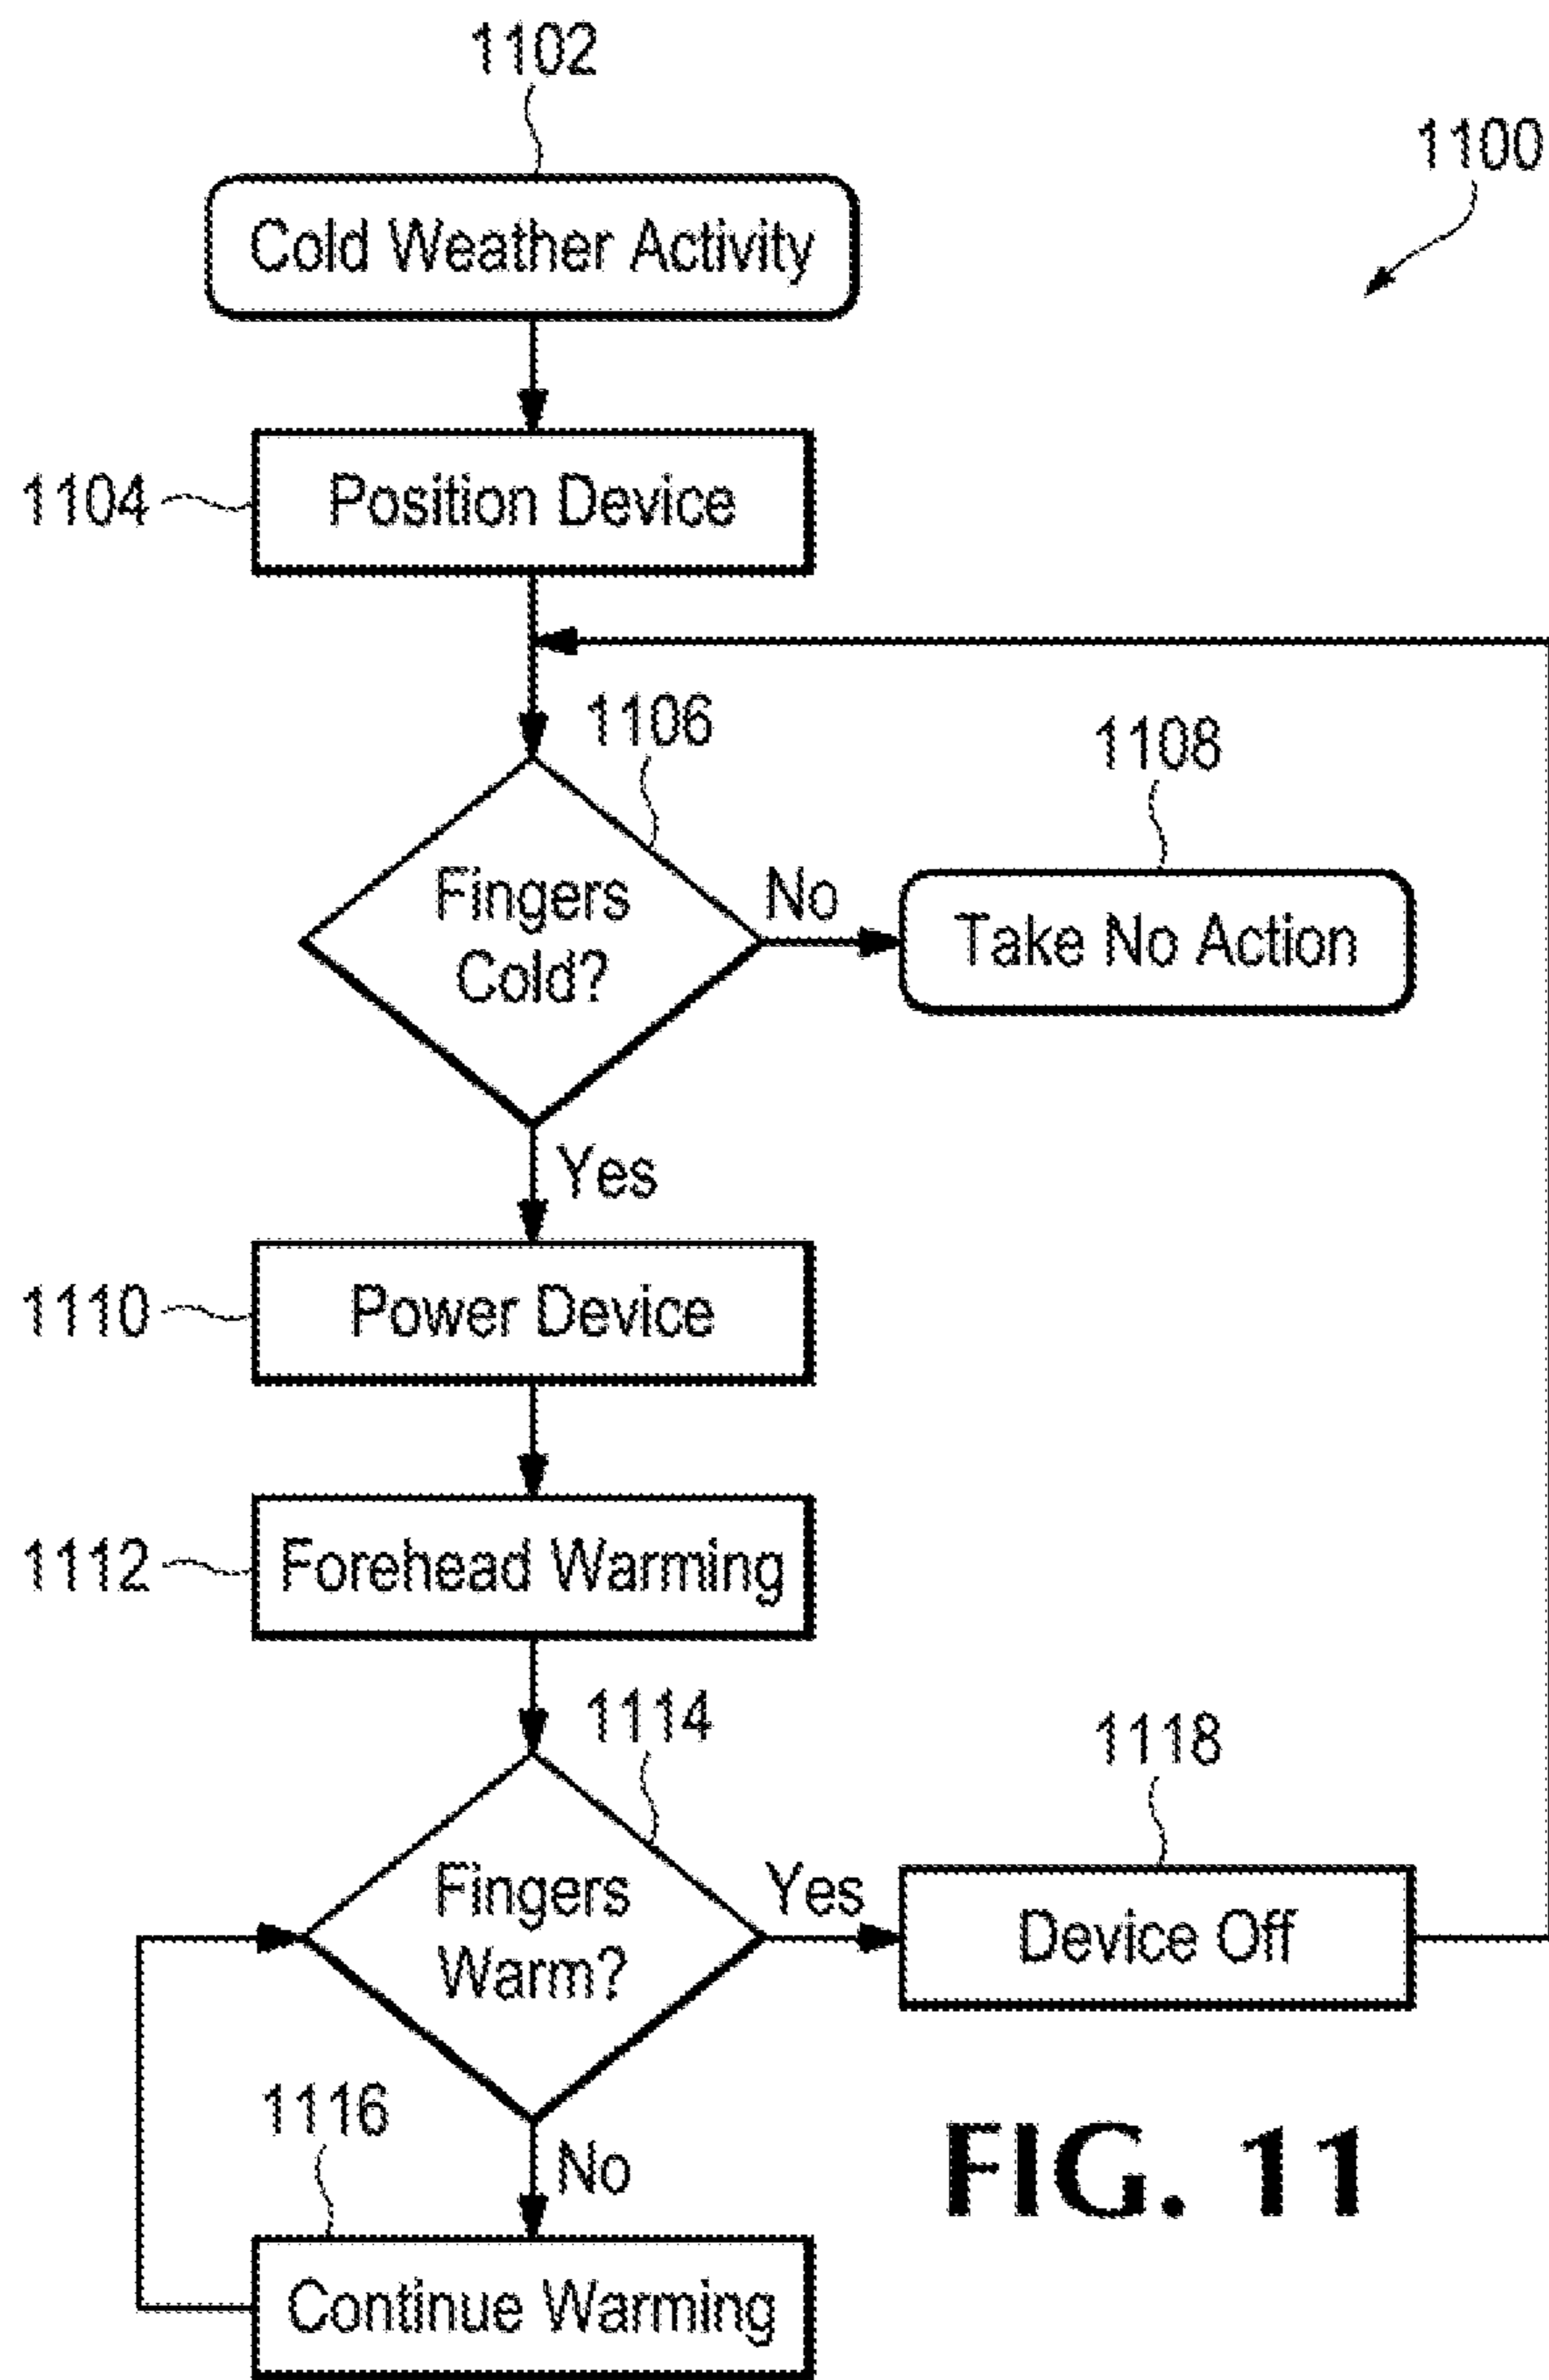 1102
1100
Cold Weather Activity
1104
Position Device
1106
1108
Fingers
Cold?
No
Take No Action
Yes
1110
Power Device
1112
Forehead Warming
1114
1118
Fingers
Warm?
Yes
Device Off
1116
No
FIG. 11
Continue Warming